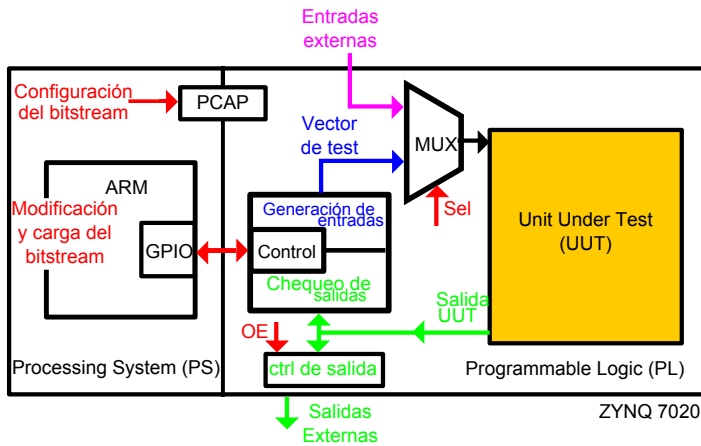 Entradas
externas
Configuración
del bitstream
PCAP
Vector
de test
MUX
ARM
Modificación
y carga del
bitstream
GPIO
Generación de
entradas
Control
Chequeo de
salidas
Sel
Unit Under Test
(UUT)
Salida
UUT
OE
ctrl de salida
Processing System (PS)
Programmable Logic (PL)
Salidas
Externas
ZYNQ 7020